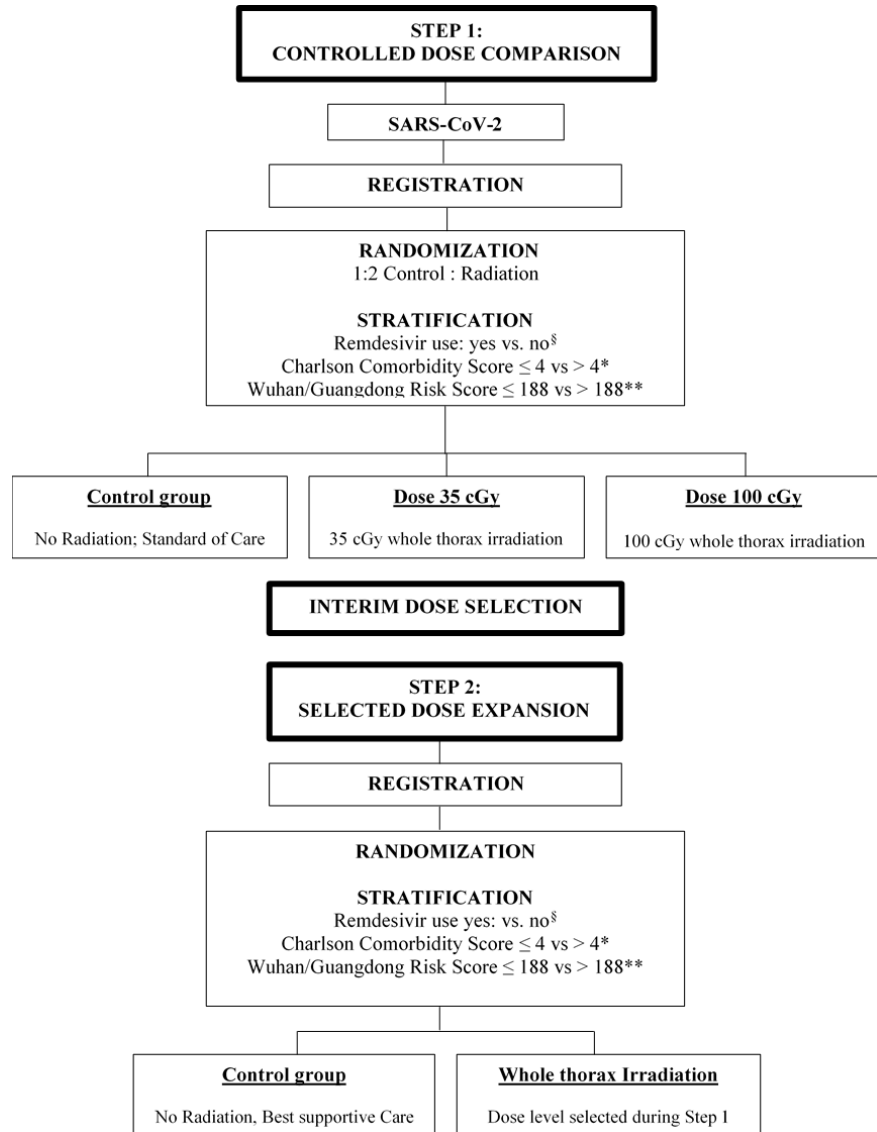 STEP 1:
CONTROLLED DOSE COMPARISON
SARS-CoV-2
REGISTRATION
RANDOMIZATION
1:2 Control : Radiation
STRATIFICATION
Remdesivir use: yes vs. no§
Charlson Comorbidity Score ≤ 4 vs > 4*
Wuhan/Guangdong Risk Score ≤ 188 vs > 188**
Control group
No Radiation; Standard of Care
Dose 35 cGy
35 cGy whole thorax irradiation
Dose 100 cGy
100 cGy whole thorax irradiation
INTERIM DOSE SELECTION
STEP 2:
SELECTED DOSE EXPANSION
REGISTRATION
RANDOMIZATION
STRATIFICATION
Remdesivir use yes: vs. no§
Charlson Comorbidity Score ≤ 4 vs > 4*
Wuhan/Guangdong Risk Score ≤ 188 vs > 188**
Control group
No Radiation, Best supportive Care
Whole thorax Irradiation
Dose level selected during Step 1